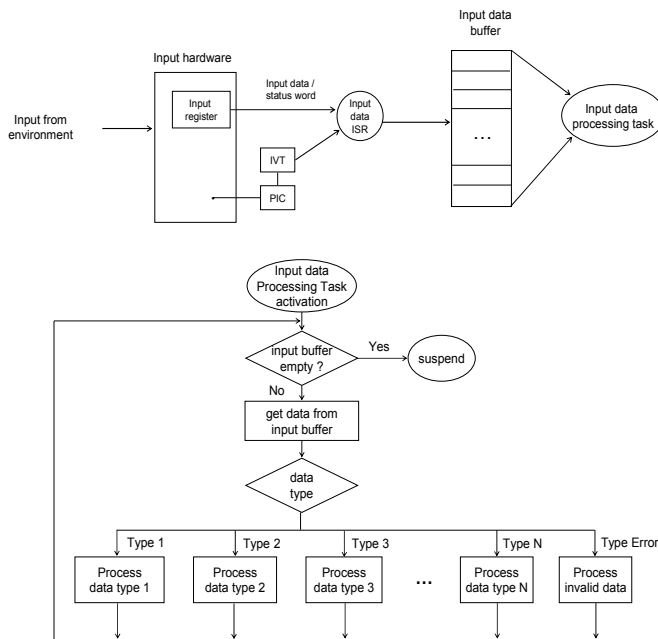 Input data
buffer
Input hardware
Input data /
status word
Input
register
Input
data
ISR
Input from
environment
Input data
processing task
...
IVT
PIC
Input data
Processing Task
activation
input buffer
empty ?
Yes
suspend
No
get data from
input buffer
data
type
Type 1
Type 2
Type 3
Type N
Type Error
Process
data type 1
Process
data type 2
Process
data type 3
...
Process
data type N
Process
invalid data